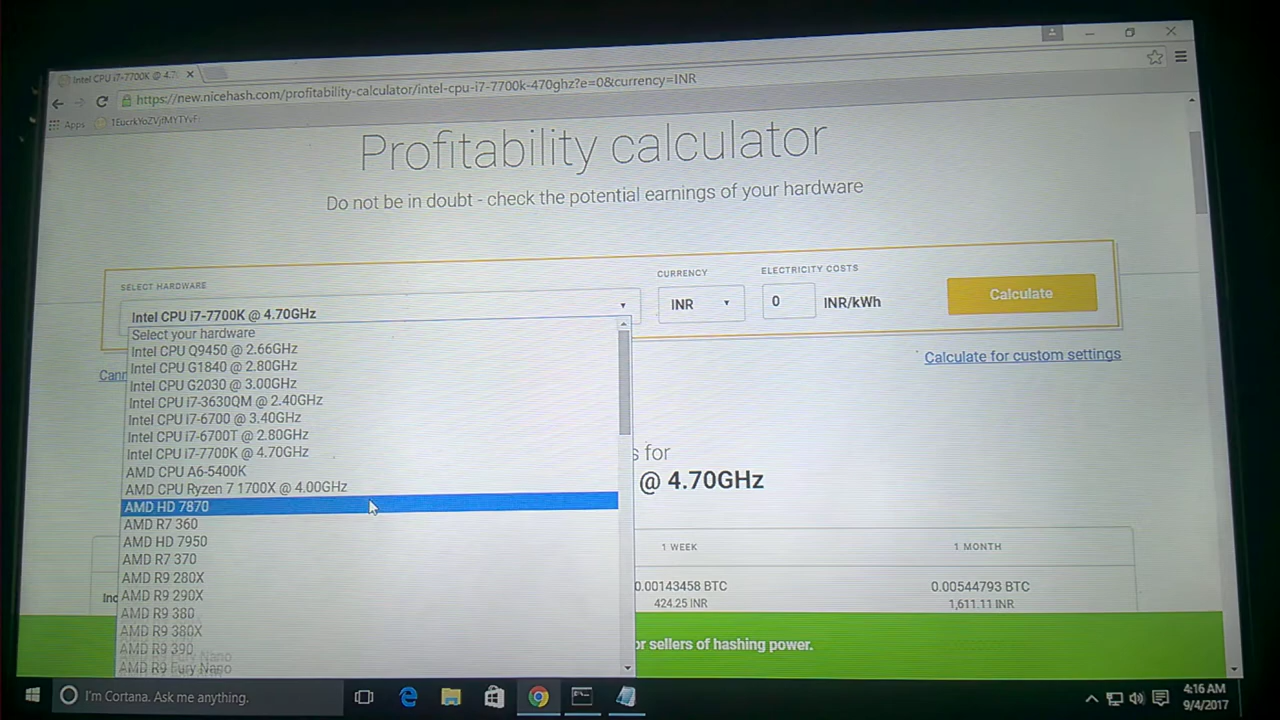 Intel CPU i7-7700K @ 4.7
https://new.nicehash.com/profitability-calculator/intel-cpu-i7-7700k-470ghz?e=0&currency=INR
Apps
Profitability calculator
Do not be in doubt - check the potential earnings of your hardware
SELECT HARDWARE
CURRENCY
ELECTRICITY COSTS
Intel CPU i7-7700K @ 4.70GHz
INR
0
INR/kWh
Calculate
Select your hardware
Intel CPU Q9450 @ 2.66GHz
Intel CPU G1840 @ 2.80GHz
Intel CPU G2030 @ 3.00GHz
Intel CPU i7-3630QM @ 2.40GHz
Intel CPU i7-6700 @ 3.40GHz
Intel CPU i7-6700T @ 2.80GHz
Intel CPU i7-7700K @ 4.70GHz
AMD CPU A6-5400K
AMD CPU Ryzen 7 1700X @ 4.00GHz
AMD HD 7870
AMD R7 360
AMD HD 7950
AMD R7 370
AMD R9 280X
AMD R9 290X
AMD R9 380
AMD R9 380X
AMD R9 390
AMD R9 Fury Nano
Cann
Calculate for custom settings
s for
@ 4.70GHz
1 WEEK
1 MONTH
Inc
0.00143458 BTC
0.00544793 BTC
424.25 INR
1,611.11 INR
or sellers of hashing power.
I'm Cortana. Ask me anything.
4:16 AM
9/4/2017